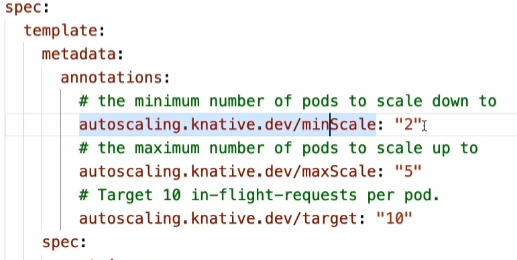 spec:
template:
metadata:
annotations:
# the minimum number of pods to scale down to
autoscaling.knative.dev/minScale: "2"
# the maximum number of pods to scale up to
autoscaling.knative.dev/maxScale: "5"
# Target 10 in-flight-requests per pod.
autoscaling.knative.dev/target: "10"
spec: